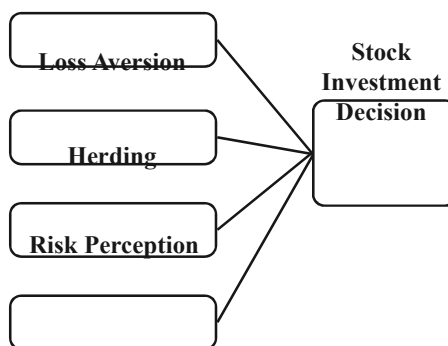 Loss Aversion
Herding
Risk Perception
Stock
Investment
Decision